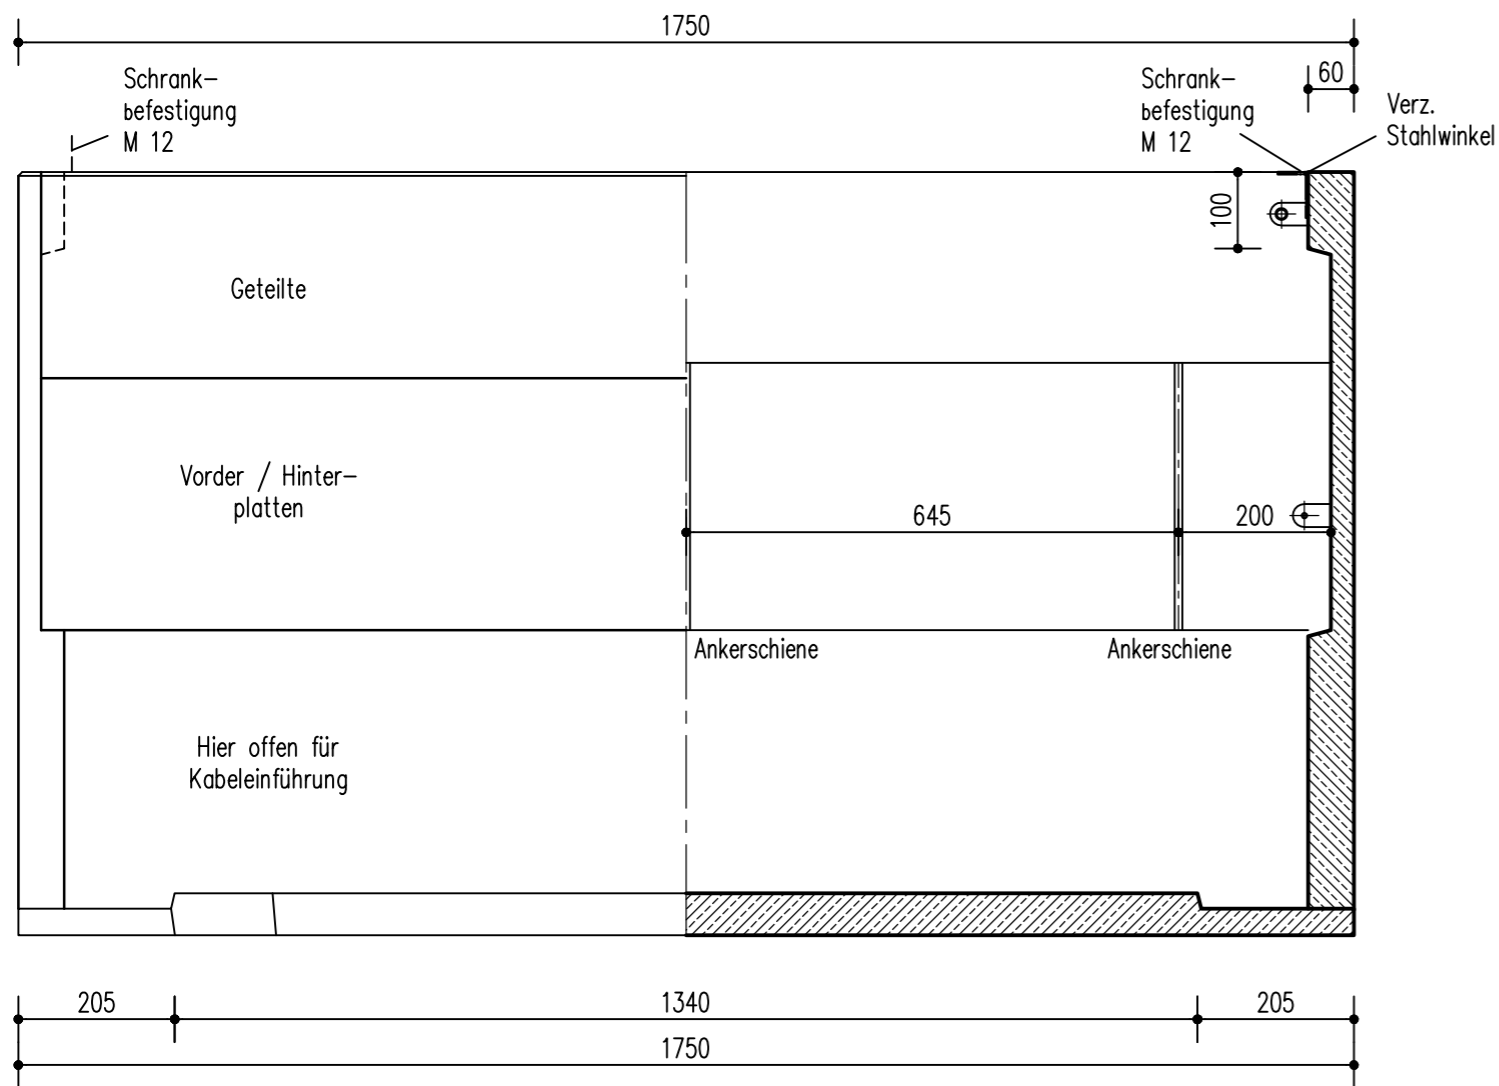 1750
Schrank-
befestigung
M 12
Schrank-
befestigung
M 12
60
Verz.
Stahlwinkel
100
Geteilte
Vorder / Hinter-
platten
645
200
Ankerschiene
Ankerschiene
Hier offen für
Kabeleinführung
205
1340
205
1750